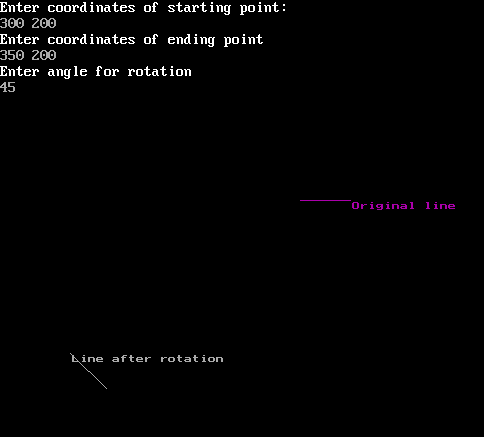 Enter coordinates of starting point:
300 200
Enter coordinates of ending point
350 200
Enter angle for rotation
45
Original line
Line after rotation